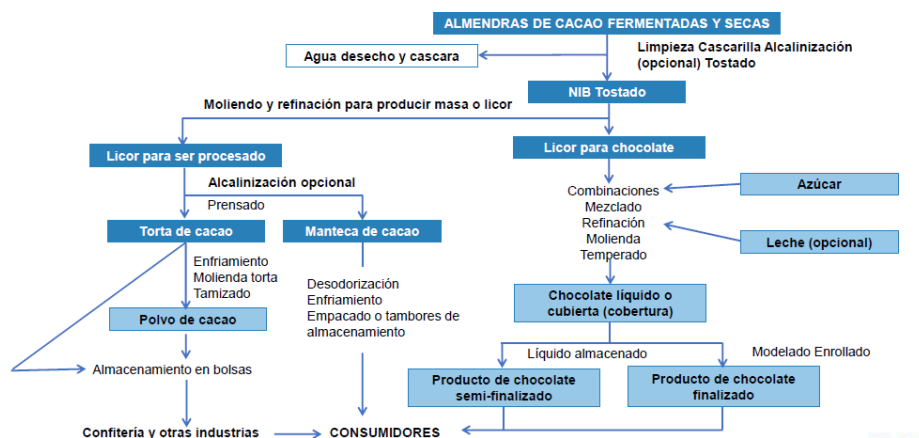 ALMENDRAS DE CACAO FERMENTADAS Y SECAS
Limpieza Cascarilla Alcalinización
(opcional) Tostado
Agua desecho y cascara
NIB Tostado
Moliendo y refinación para producir masa o licor
Licor para ser procesado
Licor para chocolate
Alcalinización opcional
Prensado
Combinaciones
Mezclado
Refinación
Molienda
Temperado
Azúcar
Leche (opcional)
Torta de cacao
Manteca de cacao
Enfriamiento
Molienda torta
Tamizado
Desodorización
Enfriamiento
Empacado o tambores de
almacenamiento
Chocolate líquido o
cubierta (cobertura)
Polvo de cacao
Líquido almacenado
Modelado Enrollado
Almacenamiento en bolsas
Producto de chocolate
semi-finalizado
Producto de chocolate
finalizado
Confitería y otras industrias
CONSUMIDORES